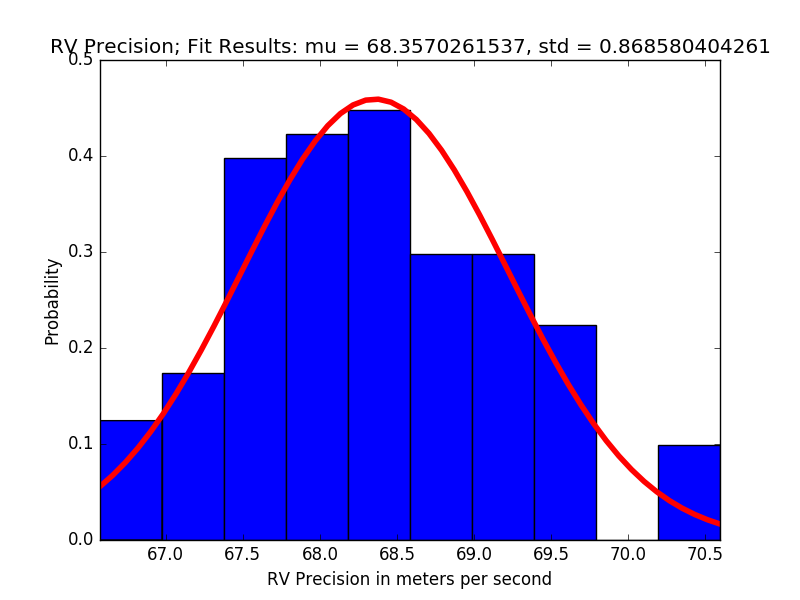 RV Precision; Fit Results: mu = 68.3570261537, std = 0.868580404261
0.5
0.4
0.3
0.2
0.1
0.0
Probability
67.0 67.5 68.0 68.5 69.0 69.5 70.0 70.5
RV Precision in meters per second